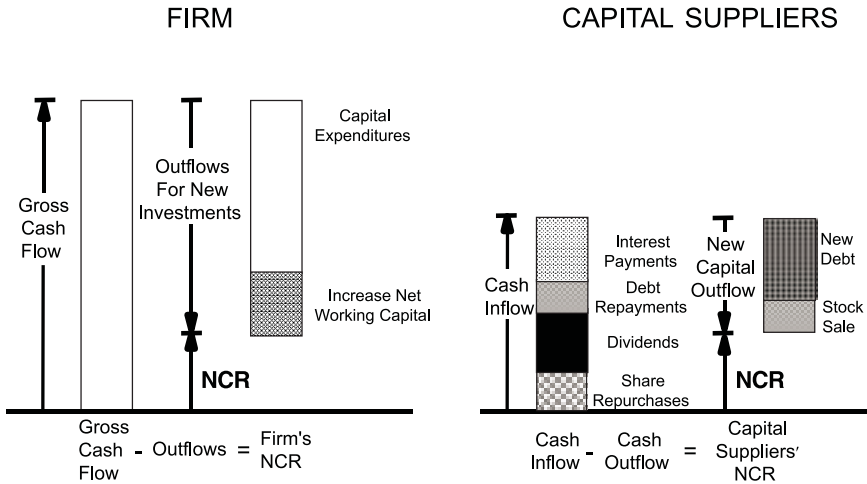 FIRM
Gross
Cash
Flow
Outflows
For New
Investments
Capital
Expenditures
Increase Net
Working Capital
NCR
Gross
Cash
Flow
- Outflows =
Firm's
NCR
CAPITAL SUPPLIERS
Cash
Inflow
Interest
Payments
Debt
Repayments
Dividends
Share
Repurchases
New
Capital
Outflow
New
Debt
Stock
Sale
NCR
Cash
Inflow
-
Cash
Outflow
=
Capital
Suppliers'
NCR